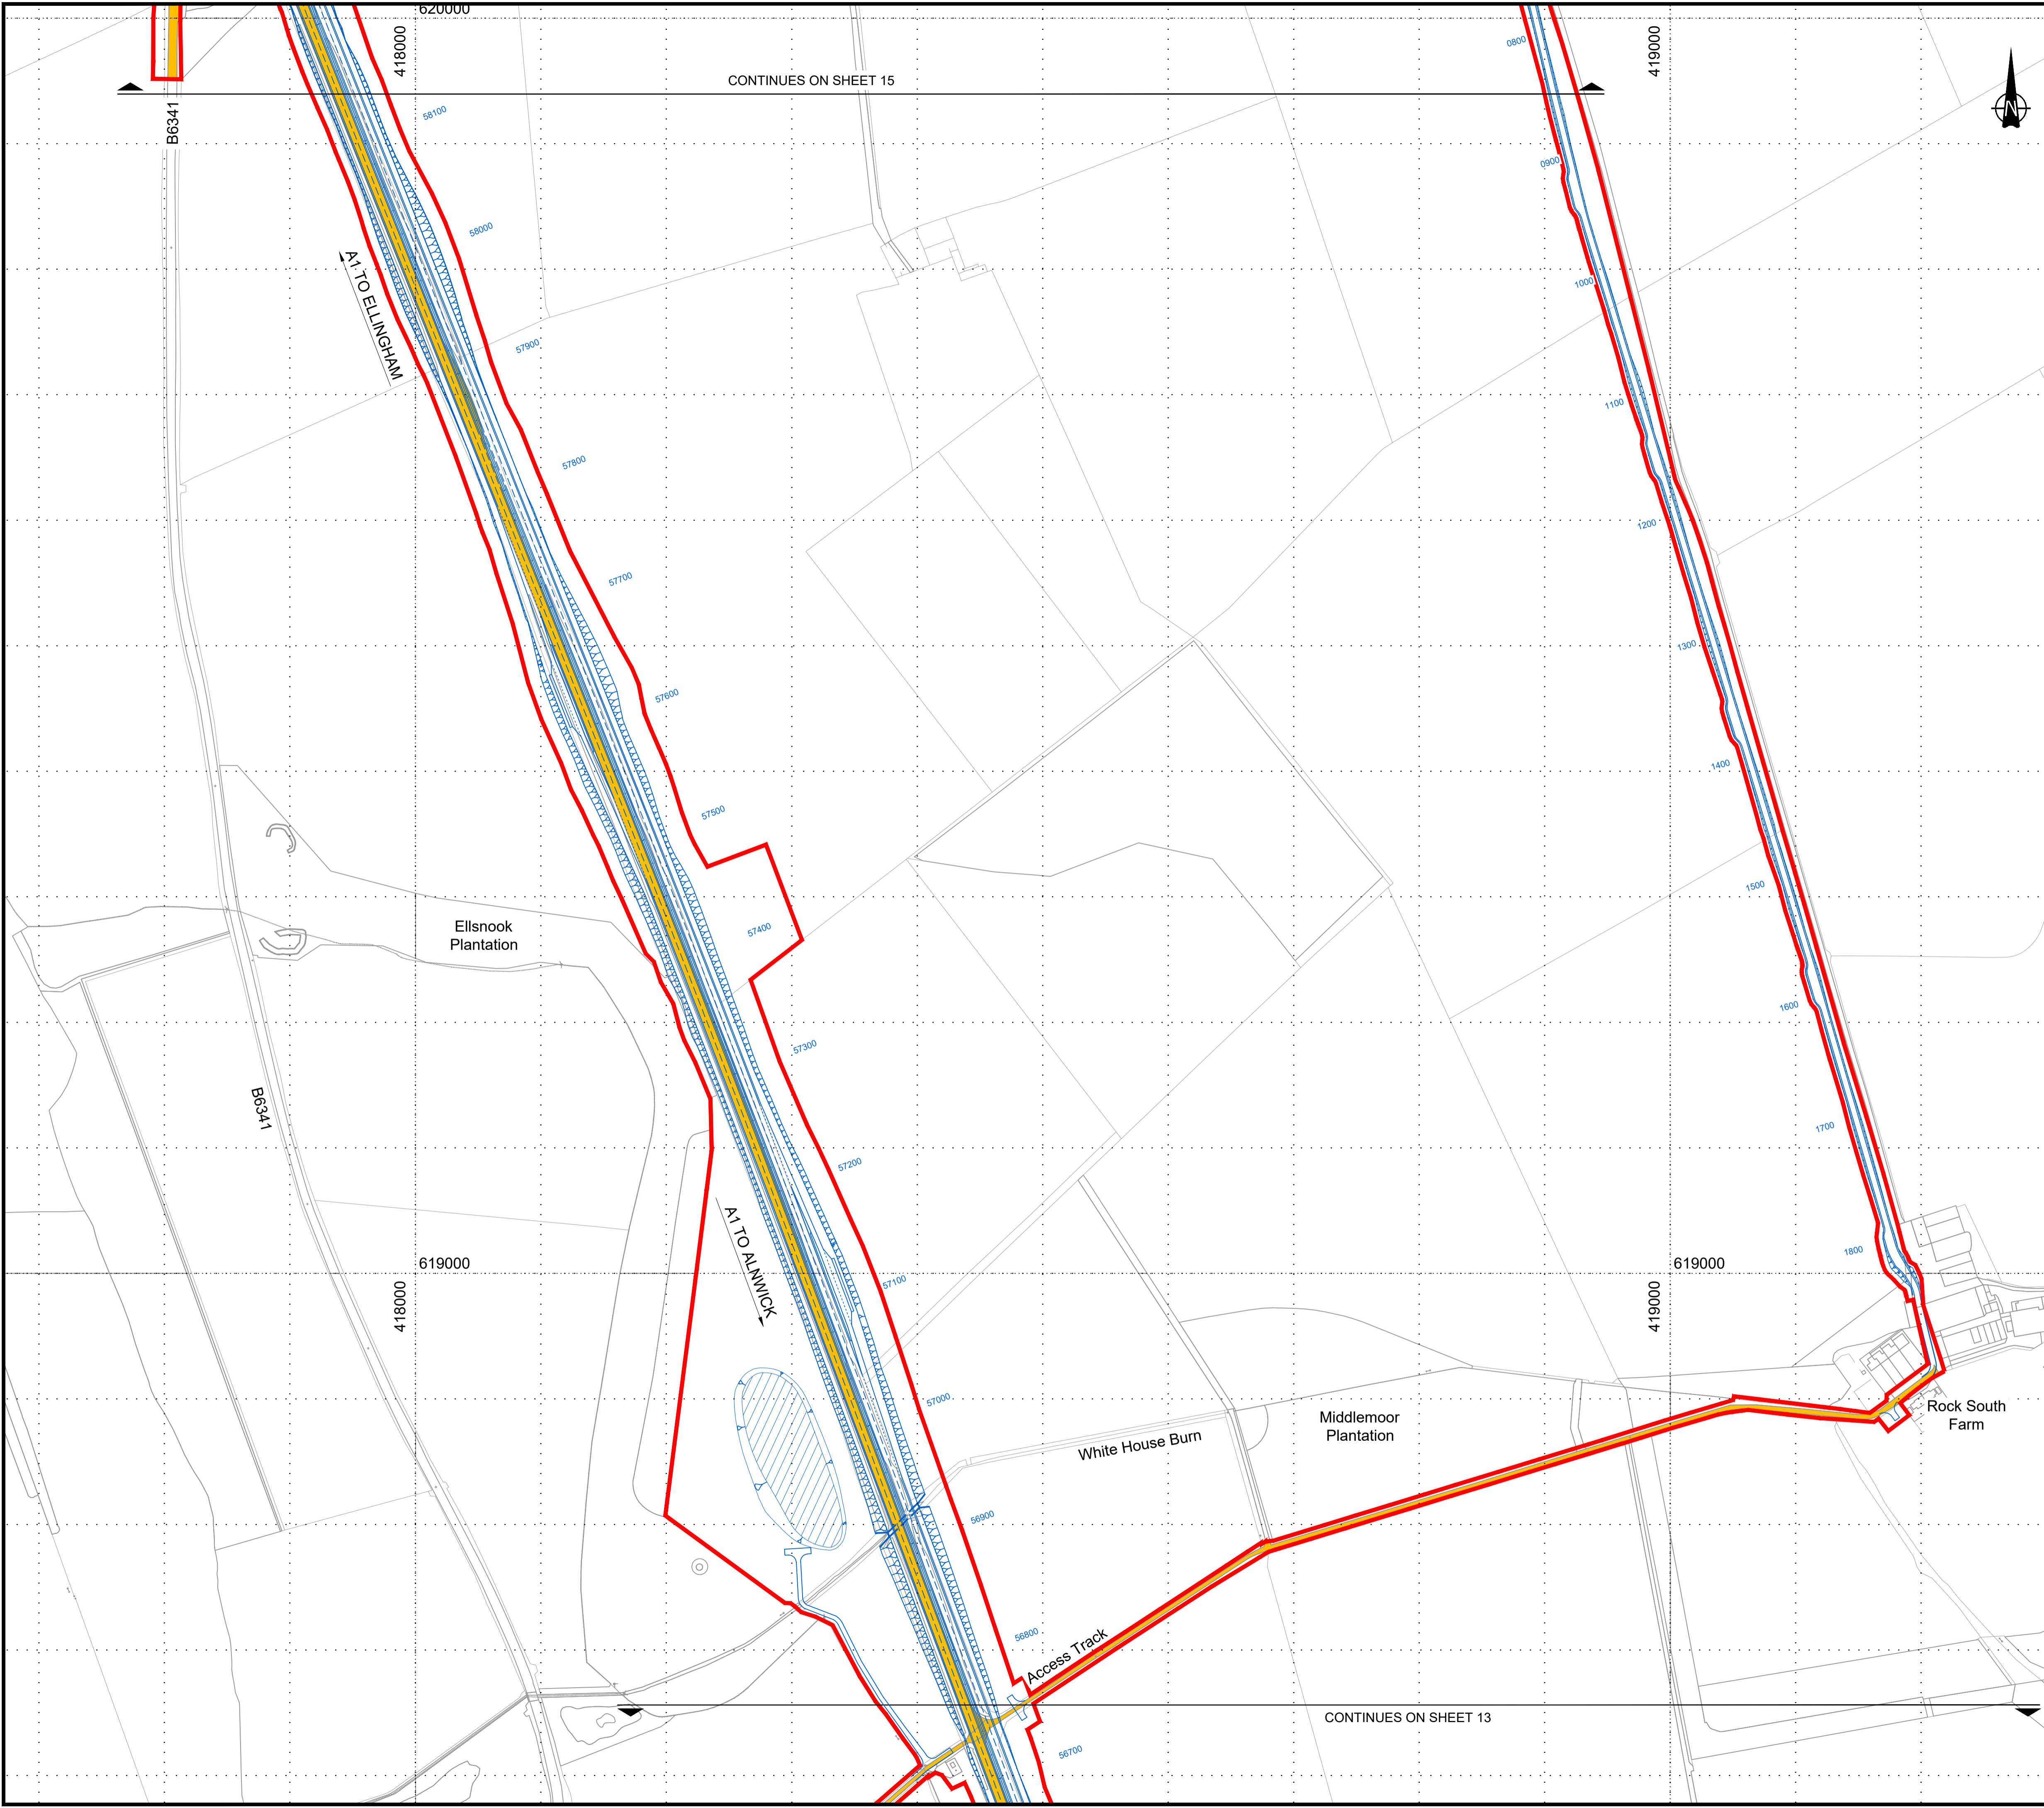 620000
418000
419000
CONTINUES ON SHEET 15
N
B6341
0800
58100
0900
58000
A1 TO ELLINGHAM
1000
57900
1100
57800
1200
57700
1300
57600
1400
57500
1500
Ellsnook
Plantation
57400
1600
57300
B6341
1700
57200
A1 TO ALNWICK
1800
619000
619000
418000
419000
57100
57000
Middlemoor
Plantation
Rock South
Farm
White House Burn
56900
56800
Access Track
CONTINUES ON SHEET 13
56700